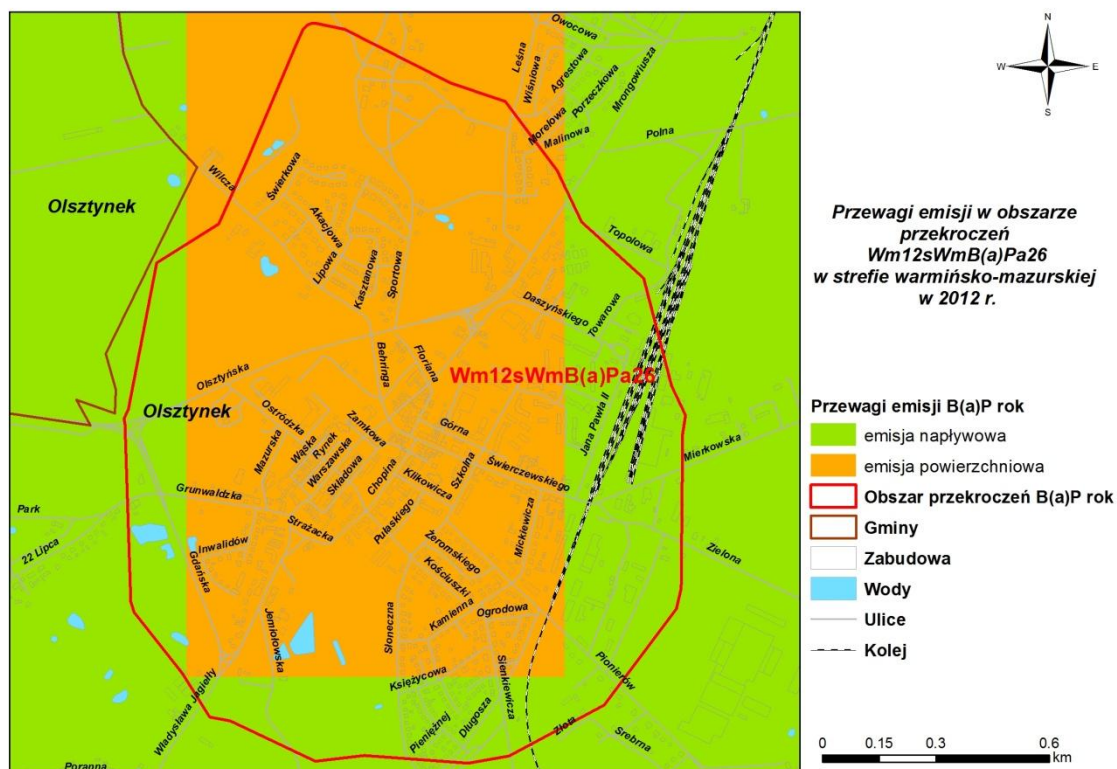 Owocowa
Leśna
Wiśniowa
Agrestowa
Porzeczkowa
Mrongowiusza
Morelowa
Malinowa
Polna
Wilcza
Świerkowa
Olsztynek
Akacjowa
Lipowa
Kasztanowa
Sportowa
Topolowa
Daszyńskiego
Towarowa
Behringa
Floriana
Olsztyńska
Wm12sWmB(a)Pa26
Olsztynek
Ostródzka
Zamkowa
Górna
Jana Pawła II
Mierkowska
Mazurska
Wąska
Rynek
Warszawska
Składowa
Chopina
Klikowicza
Szkolna
Świerczewskiego
Grunwaldzka
Park
Strażacka
Pułaskiego
Mickiewicza
22 Lipca
Inwalidów
Gdańska
Żeromskiego
Kościuszki
Zielona
Kamienna
Ogrodowa
Jemiołowska
Słoneczna
Księżycowa
Sienkiewicza
Pionierów
Władysława Jagiełły
Pieniężnej
Długosza
Złota
Srebrna
Poranna
N
W
E
S
Przewagi emisji w obszarze
przekroczeń
Wm12sWmB(a)Pa26
w strefie warmińsko-mazurskiej
w 2012 r.
Przewagi emisji B(a)P rok
emisja napływowa
emisja powierzchniowa
Obszar przekroczeń B(a)P rok
Gminy
Zabudowa
Wody
Ulice
Kolej
0 0.15 0.3 0.6
km